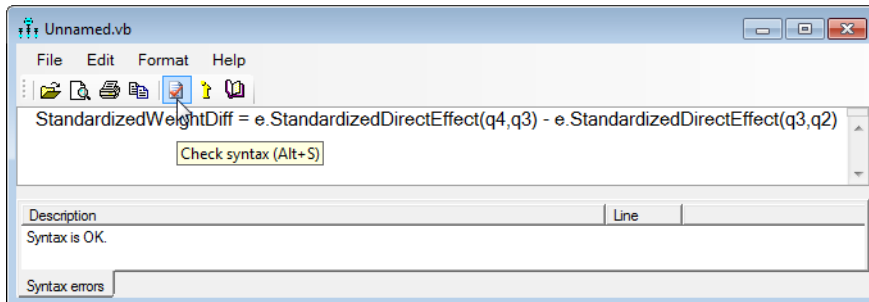 Unnamed.vb
File Edit Format Help
StandardizedWeightDiff = e.StandardizedDirectEffect(q4,q3) - e.StandardizedDirectEffect(q3,q2)
Check syntax (Alt+S)
Description Line
Syntax is OK.
Syntax errors